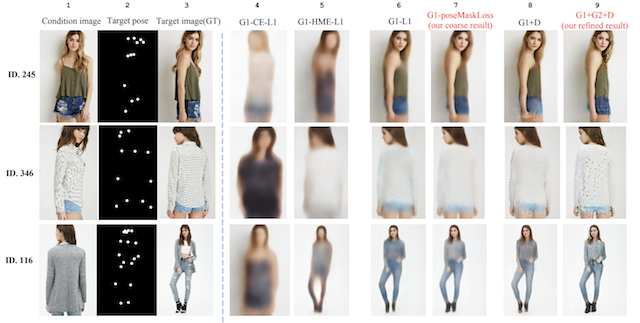 1 2 3 4 5 6 7 8 9
Condition image Target pose Target image(GT) G1-CE-L1 G1-HME-L1 G1-L1 G1-poseMaskLoss G1+D G1+G2+D
(our coarse result) (our refined result)
ID. 245
ID. 346
ID. 116